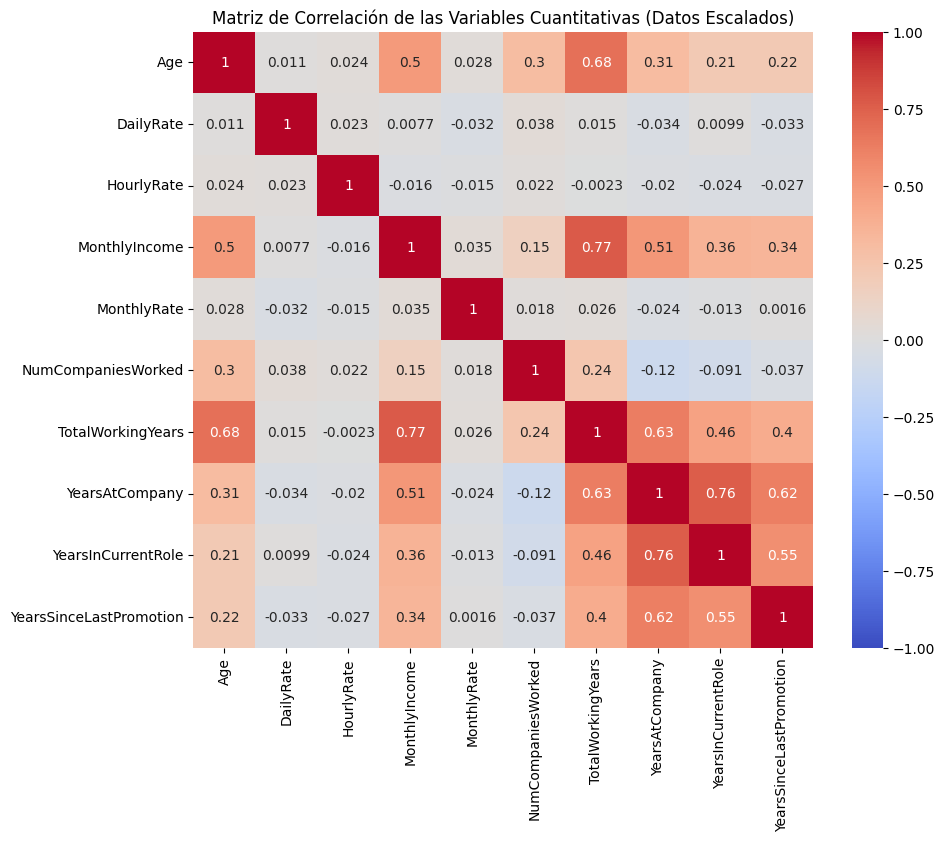 Matriz de Correlación de las Variables Cuantitativas (Datos Escalados)
Age 1 0.011 0.024 0.5 0.028 0.3 0.68 0.31 0.21 0.22
DailyRate 0.011 1 0.023 0.0077 -0.032 0.038 0.015 -0.034 0.0099 -0.033
HourlyRate 0.024 0.023 1 -0.016 -0.015 0.022 -0.0023 -0.02 -0.024 -0.027
MonthlyIncome 0.5 0.0077 -0.016 1 0.035 0.15 0.77 0.51 0.36 0.34
MonthlyRate 0.028 -0.032 -0.015 0.035 1 0.018 0.026 -0.024 -0.013 0.0016
NumCompaniesWorked 0.3 0.038 0.022 0.15 0.018 1 0.24 -0.12 -0.091 -0.037
TotalWorkingYears 0.68 0.015 -0.0023 0.77 0.026 0.24 1 0.63 0.46 0.4
YearsAtCompany 0.31 -0.034 -0.02 0.51 -0.024 -0.12 0.63 1 0.76 0.62
YearsInCurrentRole 0.21 0.0099 -0.024 0.36 -0.013 -0.091 0.46 0.76 1 0.55
YearsSinceLastPromotion 0.22 -0.033 -0.027 0.34 0.0016 -0.037 0.4 0.62 0.55 1
Age
DailyRate
HourlyRate
MonthlyIncome
MonthlyRate
NumCompaniesWorked
TotalWorkingYears
YearsAtCompany
YearsInCurrentRole
YearsSinceLastPromotion
1.00
0.75
0.50
0.25
0.00
−0.25
−0.50
−0.75
−1.00